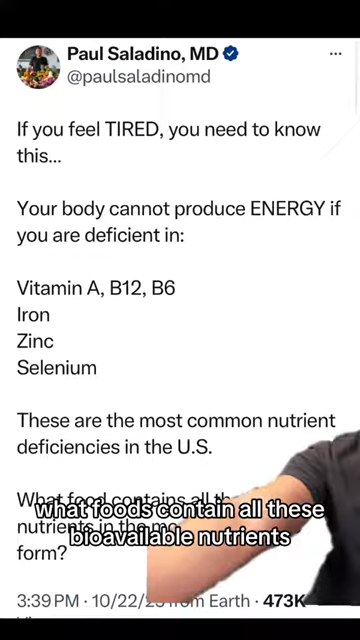 Paul Saladino, MD
@paulsaladinomd
If you feel TIRED, you need to know
this...
Your body cannot produce ENERGY if
you are deficient in:
Vitamin A, B12, B6
Iron
Zinc
Selenium
These are the most common nutrient
deficiencies in the U.S.
What food contains all
nutrients in the
form?
what foods contain all these
bioavailable nutrients
3:39 PM · 10/22/ from Earth · 473K